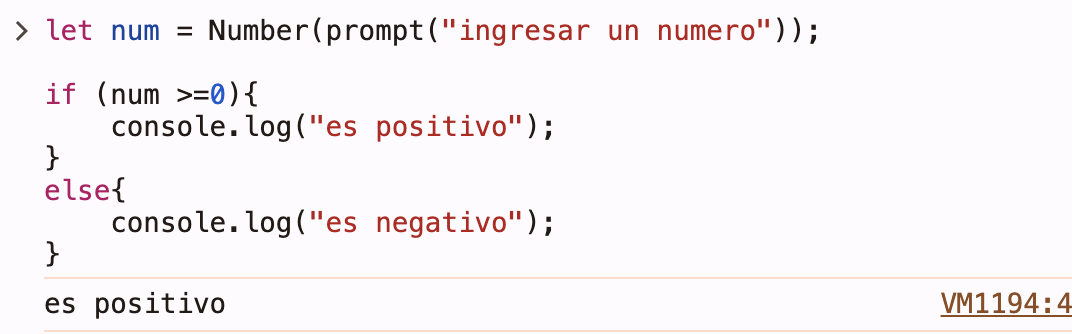 > let num = Number(prompt("ingresar un numero"));
if (num >=0){
    console.log("es positivo");
}
else{
    console.log("es negativo");
}
es positivo VM1194:4